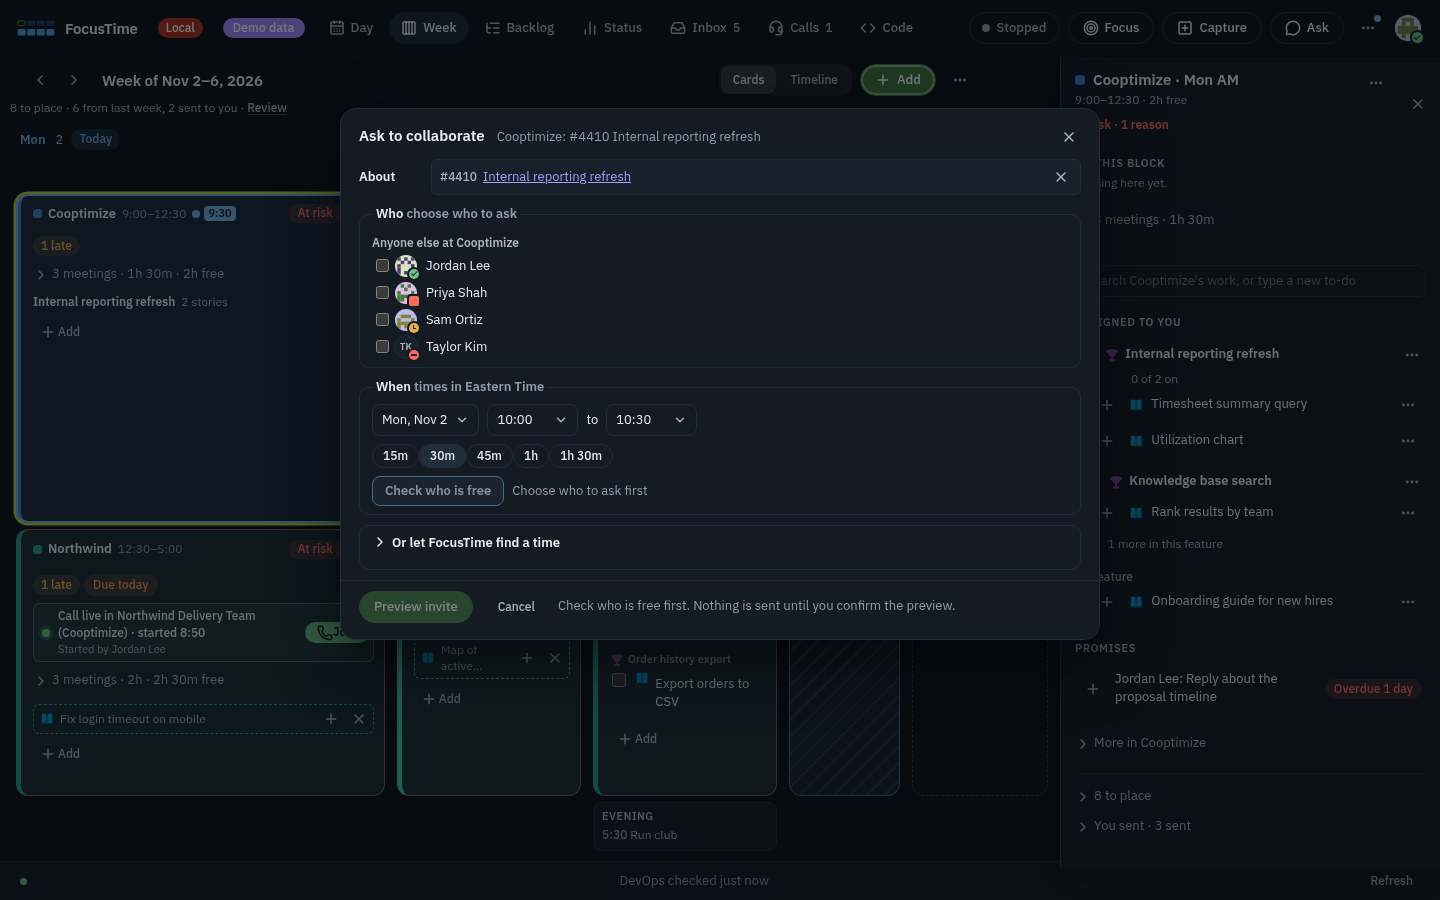 FocusTime
Local
Demo data
Day
Week
Backlog
Status
Inbox 5
Calls 1
Code
Stopped
Focus
Capture
Ask
Week of Nov 2–6, 2026
Cards
Timeline
Add
8 to place · 6 from last week, 2 sent to you · Review
Mon 2 Today
Cooptimize 9:00–12:30 9:30 At risk
1 late
3 meetings · 1h 30m · 2h free
Internal reporting refresh 2 stories
Add
Northwind 12:30–5:00 At risk
1 late Due today
Call live in Northwind Delivery Team
(Cooptimize) · started 8:50
Started by Jordan Lee
3 meetings · 2h · 2h 30m free
Fix login timeout on mobile
Add
Map of
active...
Add
Order history export
Export orders to
CSV
Add
EVENING
5:30 Run club
Ask to collaborate Cooptimize: #4410 Internal reporting refresh
About #4410 Internal reporting refresh
Who choose who to ask
Anyone else at Cooptimize
Jordan Lee
Priya Shah
Sam Ortiz
TK Taylor Kim
When times in Eastern Time
Mon, Nov 2 10:00 to 10:30
15m 30m 45m 1h 1h 30m
Check who is free Choose who to ask first
Or let FocusTime find a time
Preview invite Cancel Check who is free first. Nothing is sent until you confirm the preview.
Cooptimize · Mon AM
9:00–12:30 · 2h free
sk · 1 reason
THIS BLOCK
ing here yet.
meetings · 1h 30m
arch Cooptimize's work, or type a new to-do
IGNED TO YOU
Internal reporting refresh
0 of 2 on
Timesheet summary query
Utilization chart
Knowledge base search
Rank results by team
1 more in this feature
eature
Onboarding guide for new hires
PROMISES
Jordan Lee: Reply about the
proposal timeline
Overdue 1 day
More in Cooptimize
8 to place
You sent · 3 sent
DevOps checked just now
Refresh